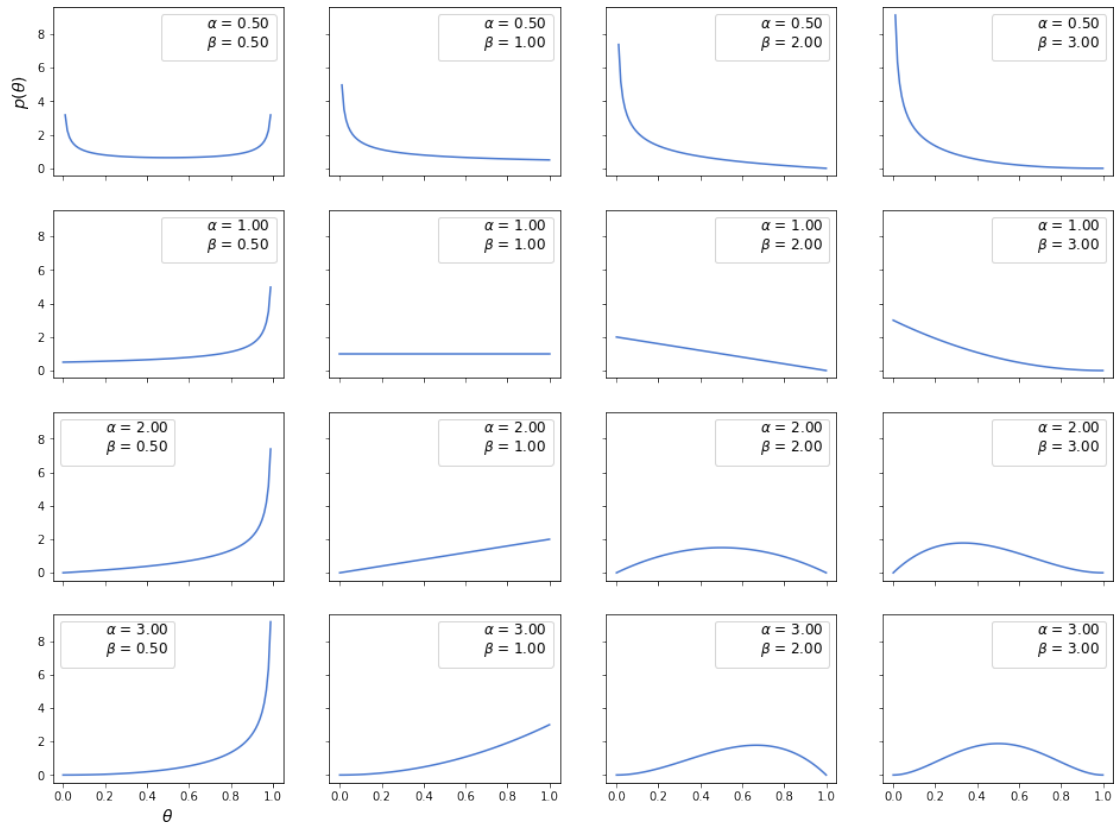 α = 0.50
β = 0.50
α = 0.50
β = 1.00
α = 0.50
β = 2.00
α = 0.50
β = 3.00
p(θ)
8
6
4
2
0
α = 1.00
β = 0.50
α = 1.00
β = 1.00
α = 1.00
β = 2.00
α = 1.00
β = 3.00
8
6
4
2
0
α = 2.00
β = 0.50
α = 2.00
β = 1.00
α = 2.00
β = 2.00
α = 2.00
β = 3.00
8
6
4
2
0
α = 3.00
β = 0.50
α = 3.00
β = 1.00
α = 3.00
β = 2.00
α = 3.00
β = 3.00
8
6
4
2
0
0.0 0.2 0.4 0.6 0.8 1.0
0.0 0.2 0.4 0.6 0.8 1.0
0.0 0.2 0.4 0.6 0.8 1.0
0.0 0.2 0.4 0.6 0.8 1.0
θ